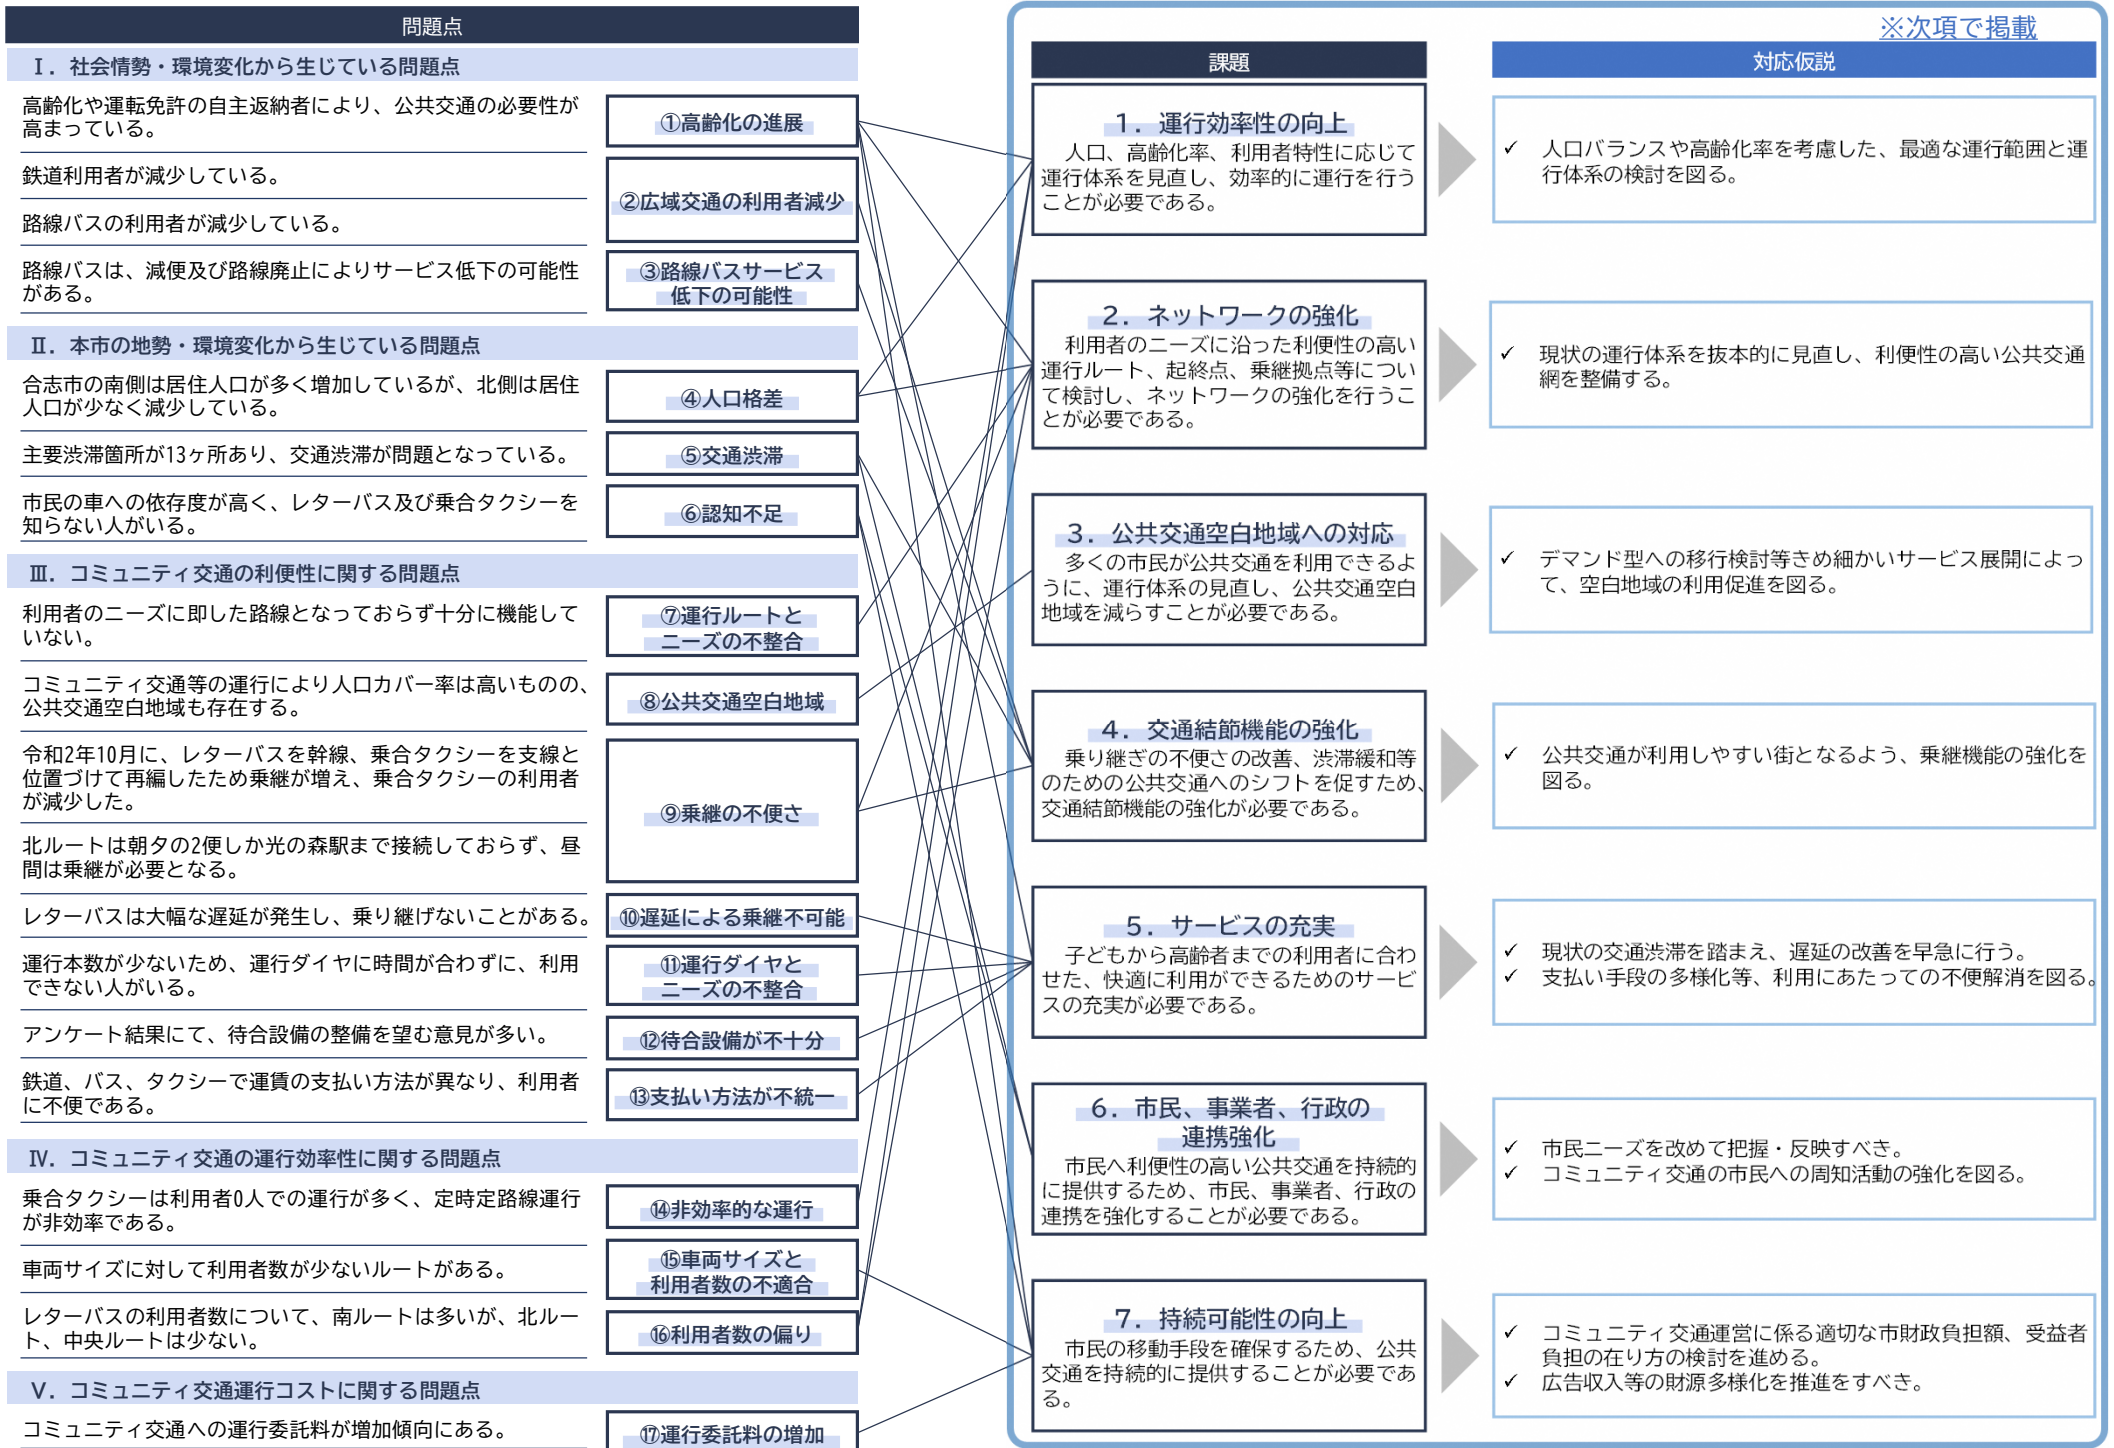 問題点
Ⅰ．社会情勢・環境変化から生じている問題点
高齢化や運転免許の自主返納者により、公共交通の必要性が
高まっている。
①高齢化の進展
鉄道利用者が減少している。
路線バスの利用者が減少している。
②広域交通の利用者減少
路線バスは、減便及び路線廃止によりサービス低下の可能性
がある。
③路線バスサービス
低下の可能性
Ⅱ．本市の地勢・環境変化から生じている問題点
合志市の南側は居住人口が多く増加しているが、北側は居住
人口が少なく減少している。
④人口格差
主要渋滞箇所が13ヶ所あり、交通渋滞が問題となっている。
⑤交通渋滞
市民の車への依存度が高く、レターバス及び乗合タクシーを
知らない人がいる。
⑥認知不足
Ⅲ．コミュニティ交通の利便性に関する問題点
利用者のニーズに即した路線となっておらず十分に機能して
いない。
⑦運行ルートと
ニーズの不整合
コミュニティ交通等の運行により人口カバー率は高いものの、
公共交通空白地域も存在する。
⑧公共交通空白地域
令和2年10月に、レターバスを幹線、乗合タクシーを支線と
位置づけて再編したため乗継が増え、乗合タクシーの利用者
が減少した。
北ルートは朝夕の2便しか光の森駅まで接続しておらず、昼
間は乗継が必要となる。
⑨乗継の不便さ
レターバスは大幅な遅延が発生し、乗り継げないことがある。
⑩遅延による乗継不可能
運行本数が少ないため、運行ダイヤに時間が合わずに、利用
できない人がいる。
⑪運行ダイヤと
ニーズの不整合
アンケート結果にて、待合設備の整備を望む意見が多い。
⑫待合設備が不十分
鉄道、バス、タクシーで運賃の支払い方法が異なり、利用者
に不便である。
⑬支払い方法が不統一
Ⅳ．コミュニティ交通の運行効率性に関する問題点
乗合タクシーは利用者0人での運行が多く、定時定路線運行
が非効率である。
⑭非効率的な運行
車両サイズに対して利用者数が少ないルートがある。
⑮車両サイズと
利用者数の不適合
レターバスの利用者数について、南ルートは多いが、北ルー
ト、中央ルートは少ない。
⑯利用者数の偏り
Ⅴ．コミュニティ交通運行コストに関する問題点
コミュニティ交通への運行委託料が増加傾向にある。
⑰運行委託料の増加
※次項で掲載
課題
対応仮説
1．運行効率性の向上
人口、高齢化率、利用者特性に応じて
運行体系を見直し、効率的に運行を行う
ことが必要である。
✓ 人口バランスや高齢化率を考慮した、最適な運行範囲と運
行体系の検討を図る。
2．ネットワークの強化
利用者のニーズに沿った利便性の高い
運行ルート、起終点、乗継拠点等につい
て検討し、ネットワークの強化を行うこ
とが必要である。
✓ 現状の運行体系を抜本的に見直し、利便性の高い公共交通
網を整備する。
3．公共交通空白地域への対応
多くの市民が公共交通を利用できるよ
うに、運行体系の見直し、公共交通空白
地域を減らすことが必要である。
✓ デマンド型への移行検討等きめ細かいサービス展開によっ
て、空白地域の利用促進を図る。
4．交通結節機能の強化
乗り継ぎの不便さの改善、渋滞緩和等
のための公共交通へのシフトを促すため、
交通結節機能の強化が必要である。
✓ 公共交通が利用しやすい街となるよう、乗継機能の強化を
図る。
5．サービスの充実
子どもから高齢者までの利用者に合わ
せた、快適に利用ができるためのサービ
スの充実が必要である。
✓ 現状の交通渋滞を踏まえ、遅延の改善を早急に行う。
✓ 支払い手段の多様化等、利用にあたっての不便解消を図る。
6．市民、事業者、行政の
連携強化
市民へ利便性の高い公共交通を持続的
に提供するため、市民、事業者、行政の
連携を強化することが必要である。
✓ 市民ニーズを改めて把握・反映すべき。
✓ コミュニティ交通の市民への周知活動の強化を図る。
7．持続可能性の向上
市民の移動手段を確保するため、公共
交通を持続的に提供することが必要であ
る。
✓ コミュニティ交通運営に係る適切な市財政負担額、受益者
負担の在り方の検討を進める。
✓ 広告収入等の財源多様化を推進をすべき。